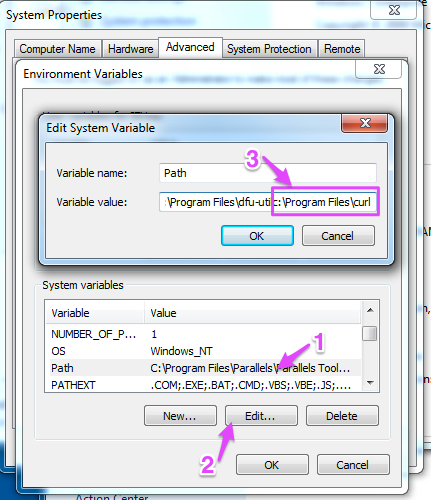 System Properties
Computer Name Hardware Advanced System Protection Remote
Environment Variables
Edit System Variable
3
Variable name: Path
Variable value: :\Program Files\dfu-util;c:\Program Files\curl
OK Cancel
System variables
Variable Value
NUMBER_OF_P... 1
OS Windows_NT
1
Path C:\Program Files\Parallels\Parallels Tool...
PATHEXT .COM;.EXE;.BAT;.CMD;.VBS;.VBE;.JS;....
New... Edit... Delete
2
OK Cancel
Action Center